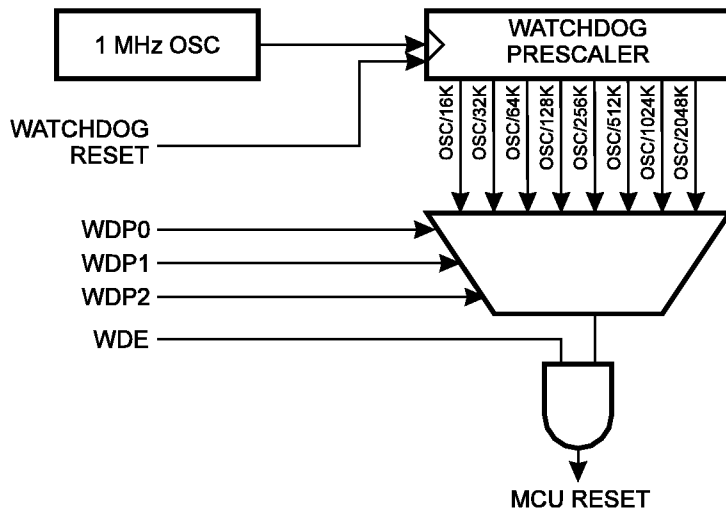 1 MHz OSC
WATCHDOG
PRESCALER
WATCHDOG
RESET
OSC/16K
OSC/32K
OSC/64K
OSC/128K
OSC/256K
OSC/512K
OSC/1024K
OSC/2048K
WDP0
WDP1
WDP2
WDE
MCU RESET